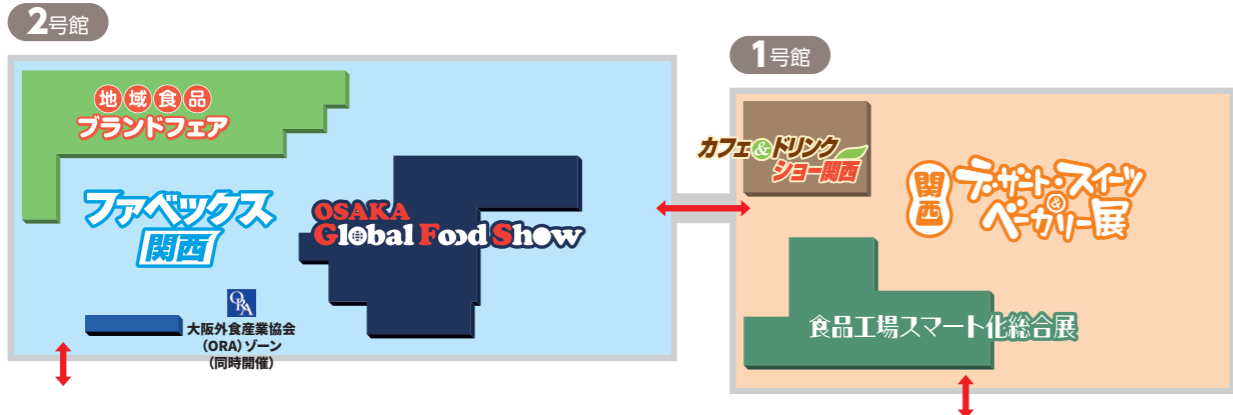 2号館
地域食品
ブランドフェア
ファベックス
関西
OSAKA
Global Food Show
ORA
大阪外食産業協会
(ORA)ゾーン
(同時開催)
1号館
カフェ&ドリンク
ショー関西
関西
デザート・スイーツ
&
ベーカリー展
食品工場スマート化総合展